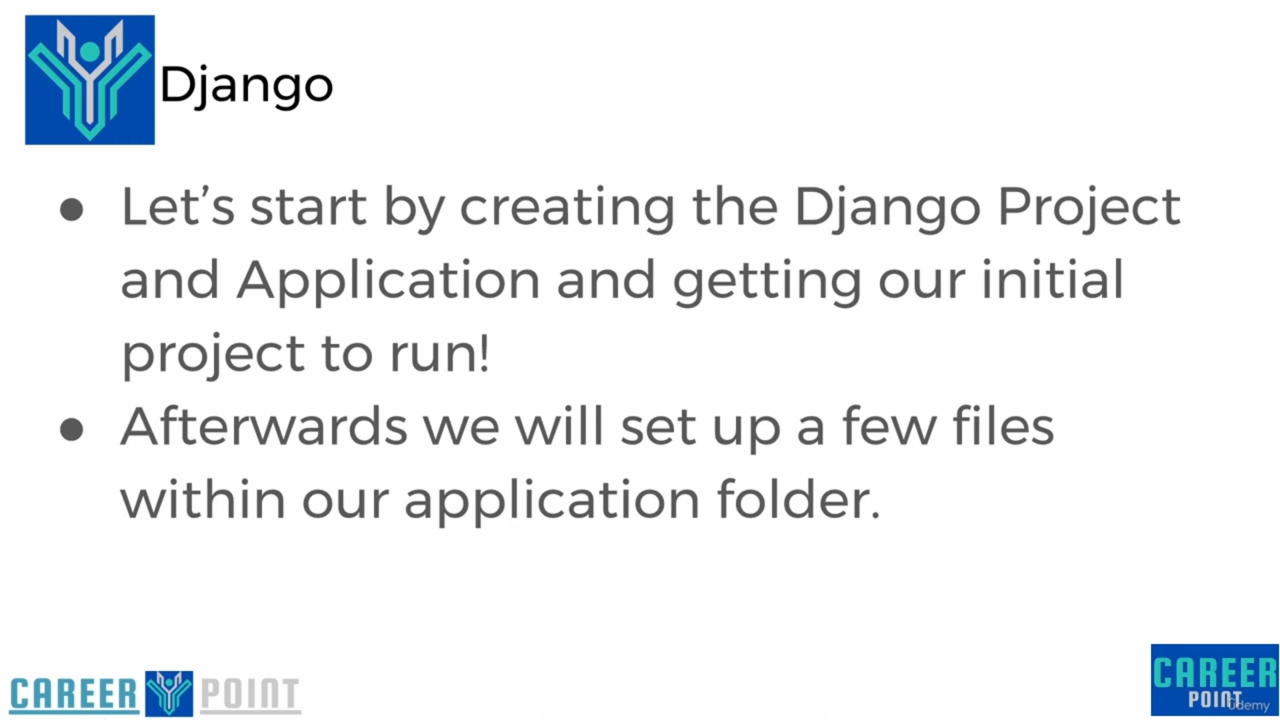 Django
● Let’s start by creating the Django Project
and Application and getting our initial
project to run!
● Afterwards we will set up a few files
within our application folder.
CAREER POINT
CAREER
POINT
ûdemy